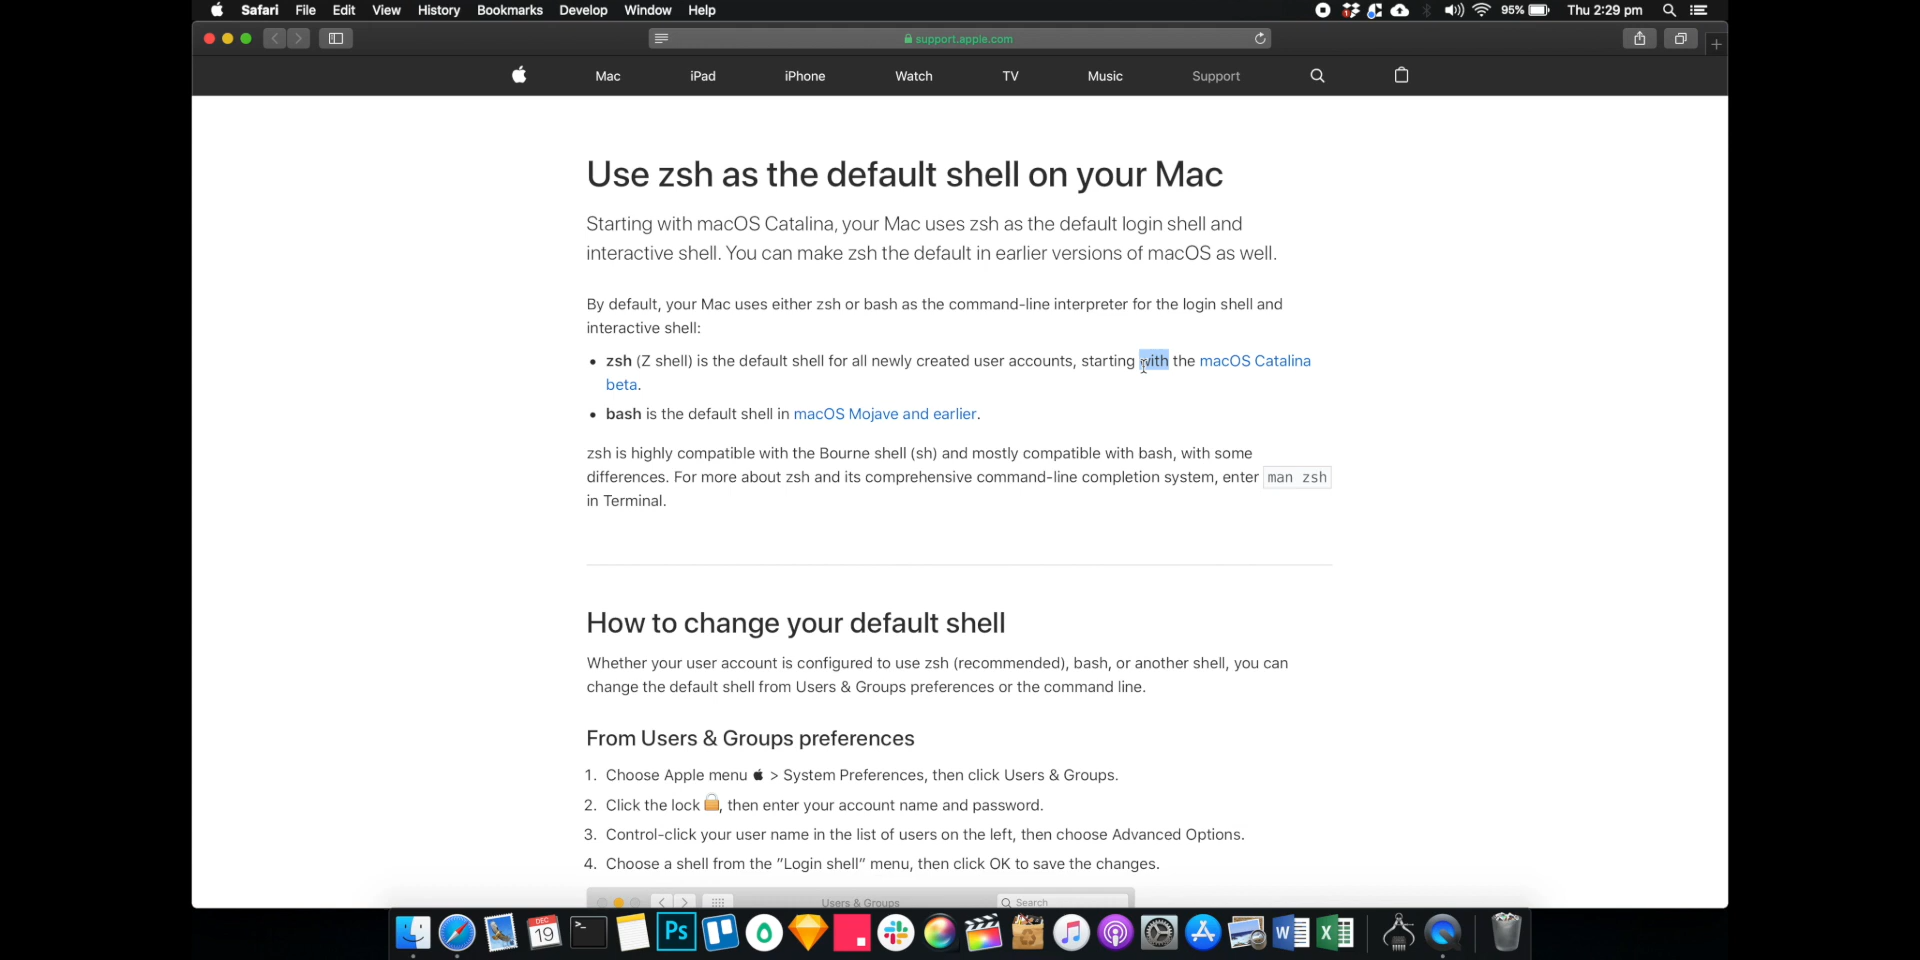 Safari File Edit View History Bookmarks Develop Window Help
95% Thu 2:29 pm
support.apple.com
Mac iPad iPhone Watch TV Music Support
Use zsh as the default shell on your Mac
Starting with macOS Catalina, your Mac uses zsh as the default login shell and
interactive shell. You can make zsh the default in earlier versions of macOS as well.
By default, your Mac uses either zsh or bash as the command-line interpreter for the login shell and
interactive shell:
• zsh (Z shell) is the default shell for all newly created user accounts, starting with the macOS Catalina
beta.
• bash is the default shell in macOS Mojave and earlier.
zsh is highly compatible with the Bourne shell (sh) and mostly compatible with bash, with some
differences. For more about zsh and its comprehensive command-line completion system, enter man zsh
in Terminal.
How to change your default shell
Whether your user account is configured to use zsh (recommended), bash, or another shell, you can
change the default shell from Users & Groups preferences or the command line.
From Users & Groups preferences
1. Choose Apple menu > System Preferences, then click Users & Groups.
2. Click the lock , then enter your account name and password.
3. Control-click your user name in the list of users on the left, then choose Advanced Options.
4. Choose a shell from the "Login shell" menu, then click OK to save the changes.
Users & Groups Search
DEC
19
>_
Ps
W
X